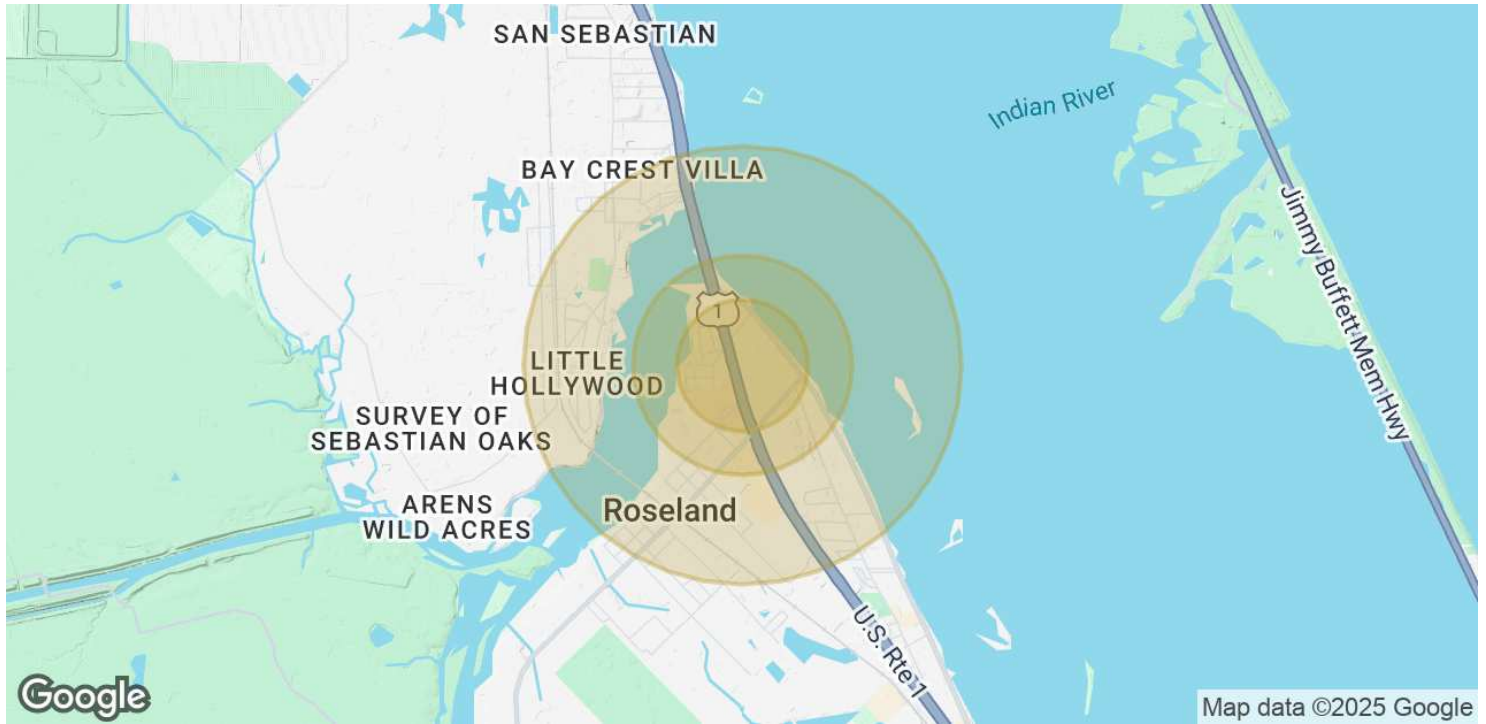 SAN SEBASTIAN
Indian River
BAY CREST VILLA
Jimmy Buffett Mem Hwy
1
LITTLE
HOLLYWOOD
SURVEY OF
SEBASTIAN OAKS
ARENS
WILD ACRES
Roseland
U.S. Rte 1
Google
Map data ©2025 Google